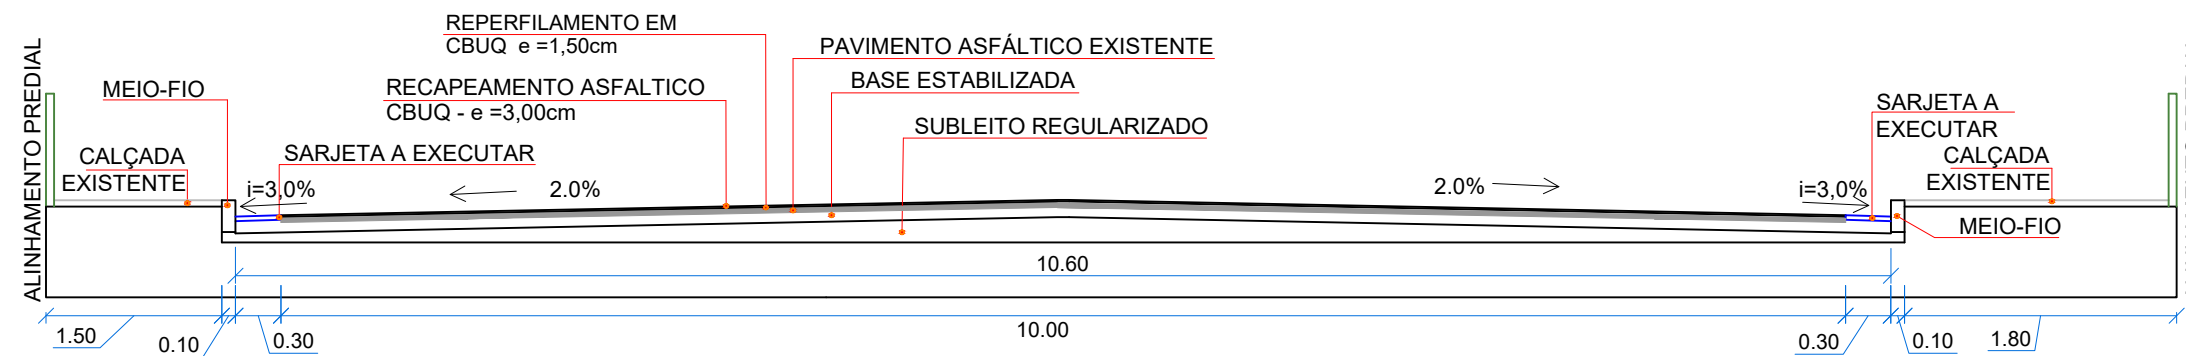 REPERFILAMENTO EM
CBUQ e =1,50cm
PAVIMENTO ASFÁLTICO EXISTENTE
BASE ESTABILIZADA
MEIO-FIO
RECAPEAMENTO ASFALTICO
CBUQ - e =3,00cm
SUBLEITO REGULARIZADO
SARJETA A
EXECUTAR
ALINHAMENTO PREDIAL
CALÇADA
EXISTENTE
SARJETA A EXECUTAR
CALÇADA
EXISTENTE
i=3,0%
2.0%
2.0%
i=3,0%
MEIO-FIO
10.60
1.50
0.10
0.30
10.00
0.30
0.10
1.80